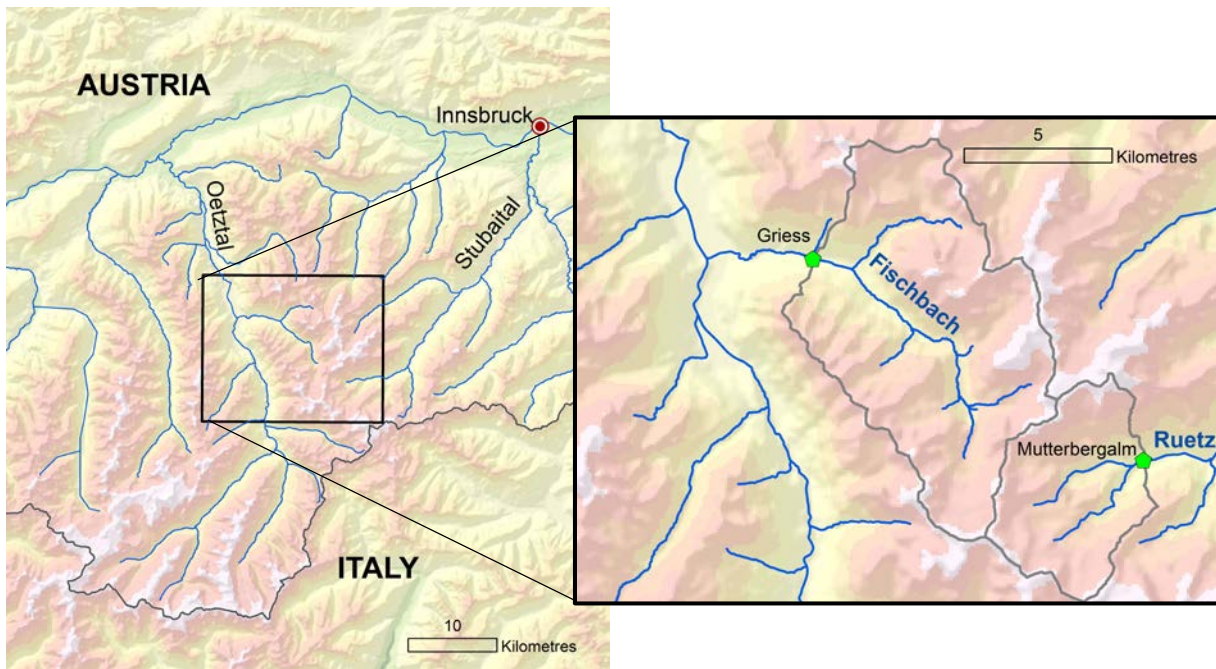 AUSTRIA
Innsbruck
Oetztal
Stubaital
ITALY
10
Kilometres
5
Kilometres
Griess
Fischbach
Mutterbergalm
Ruetz